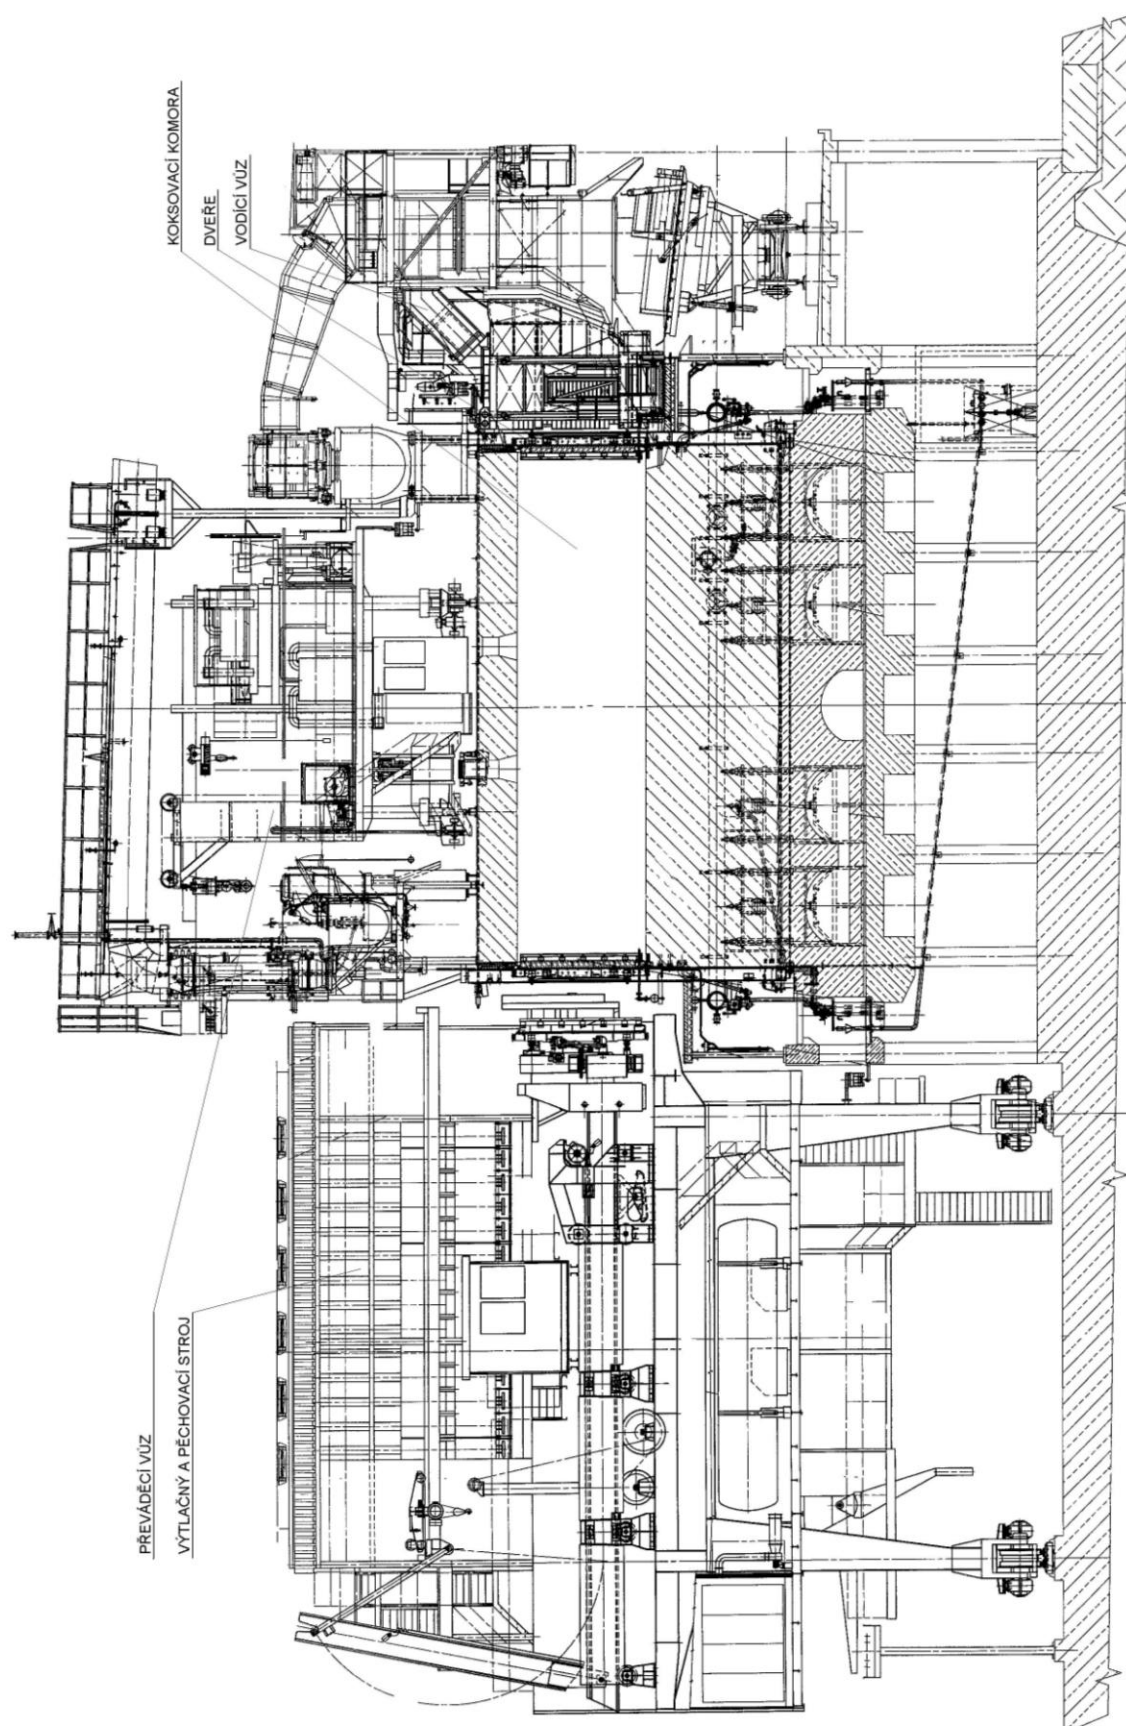 PŘEVÁDĚCÍ VŮZ
VÝTLAČNÝ A PĚCHOVACÍ STROJ
KOKSOVACÍ KOMORA
DVEŘE
VODÍCÍ VŮZ